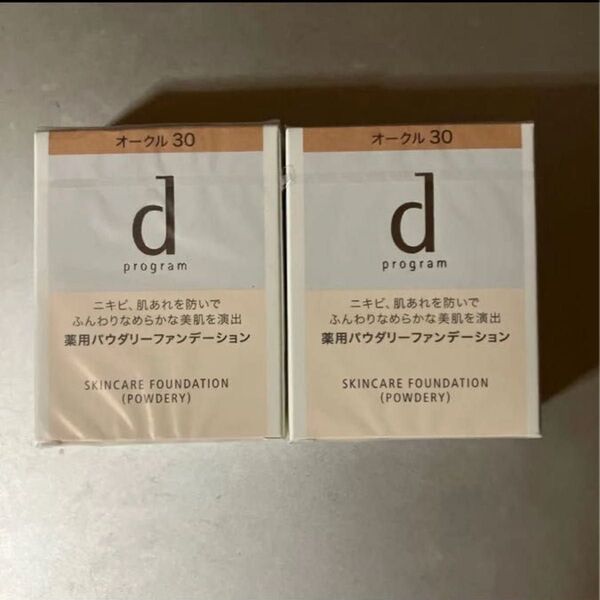 オークル 30
d
program
ニキビ、肌あれを防いで
ふんわりなめらかな美肌を演出
薬用パウダリーファンデーション
SKINCARE FOUNDATION
(POWDERY)
オークル 30
d
program
ニキビ、肌あれを防いで
ふんわりなめらかな美肌を演出
薬用パウダリーファンデーション
SKINCARE FOUNDATION
(POWDERY)